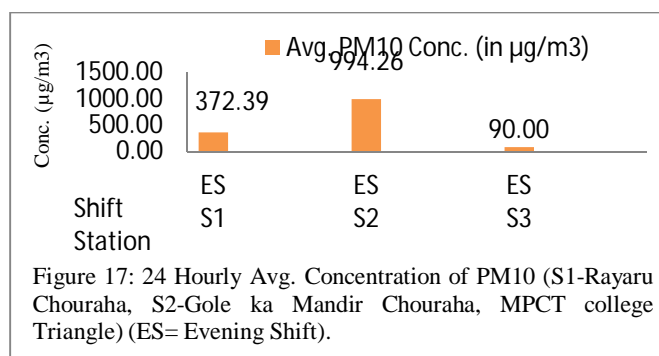 Avg. PM10 Conc. (in µg/m3)
Conc. (µg/m3)
1500.00
1000.00
500.00
0.00
372.39
994.26
90.00
ES ES ES
Shift
S1 S2 S3
Station
Figure 17: 24 Hourly Avg. Concentration of PM10 (S1-Rayaru
Chouraha, S2-Gole ka Mandir Chouraha, MPCT college
Triangle) (ES= Evening Shift).